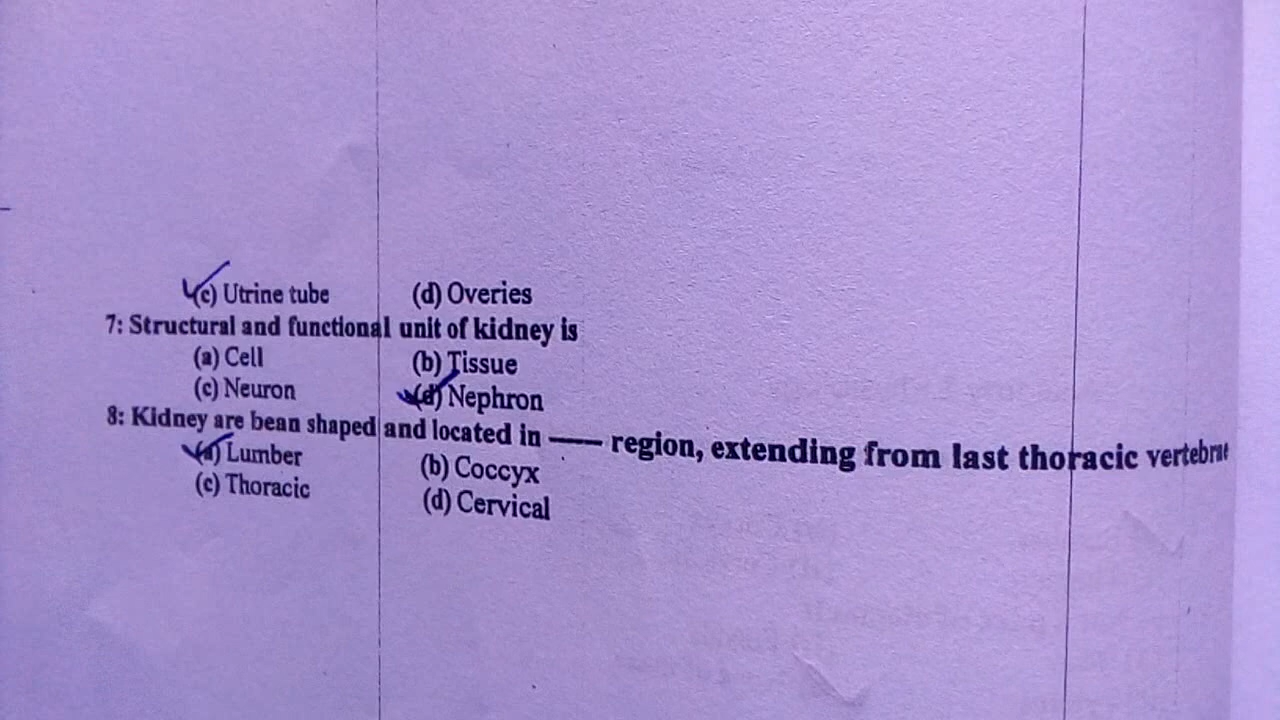 (c) Utrine tube (d) Overies
7: Structural and functional unit of kidney is
(a) Cell (b) Tissue
(c) Neuron (d) Nephron
8: Kidney are bean shaped and located in —— region, extending from last thoracic vertebrae
(a) Lumber (b) Coccyx
(c) Thoracic (d) Cervical